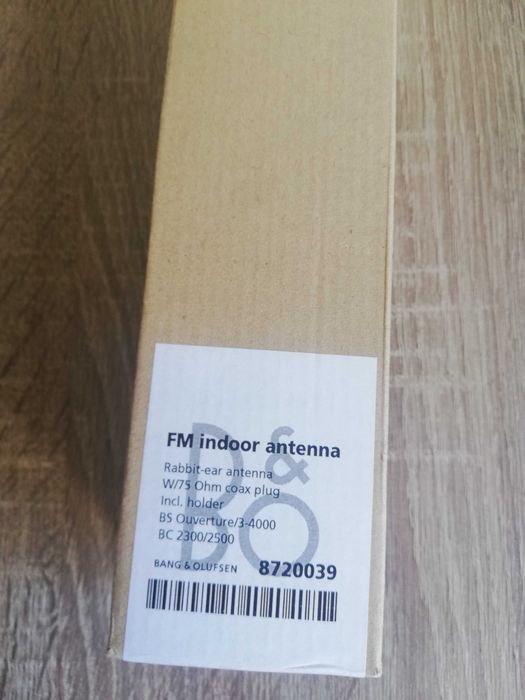 B&O
FM indoor antenna
Rabbit-ear antenna
W/75 Ohm coax plug
Incl. holder
BS Ouverture/3-4000
BC 2300/2500
BANG & OLUFSEN 8720039